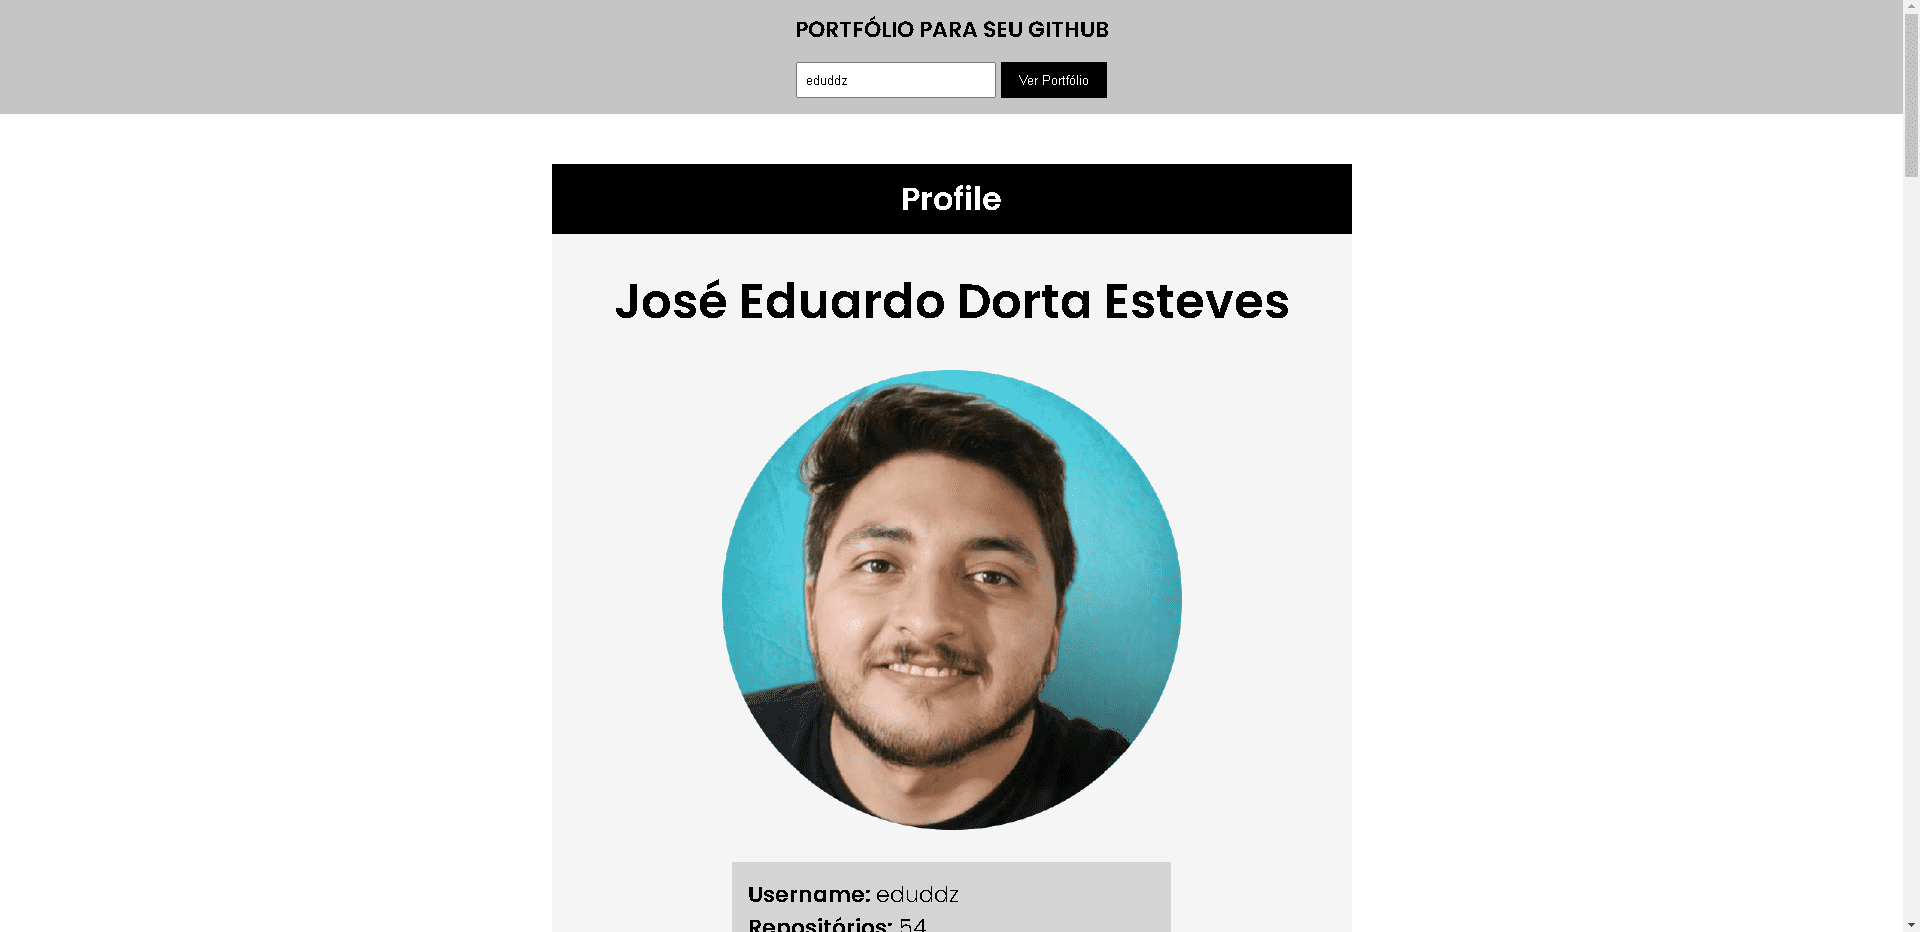 PORTFÓLIO PARA SEU GITHUB
eduddz
Ver Portfólio
Profile
José Eduardo Dorta Esteves
Username: eduddz
Repositórios: 54